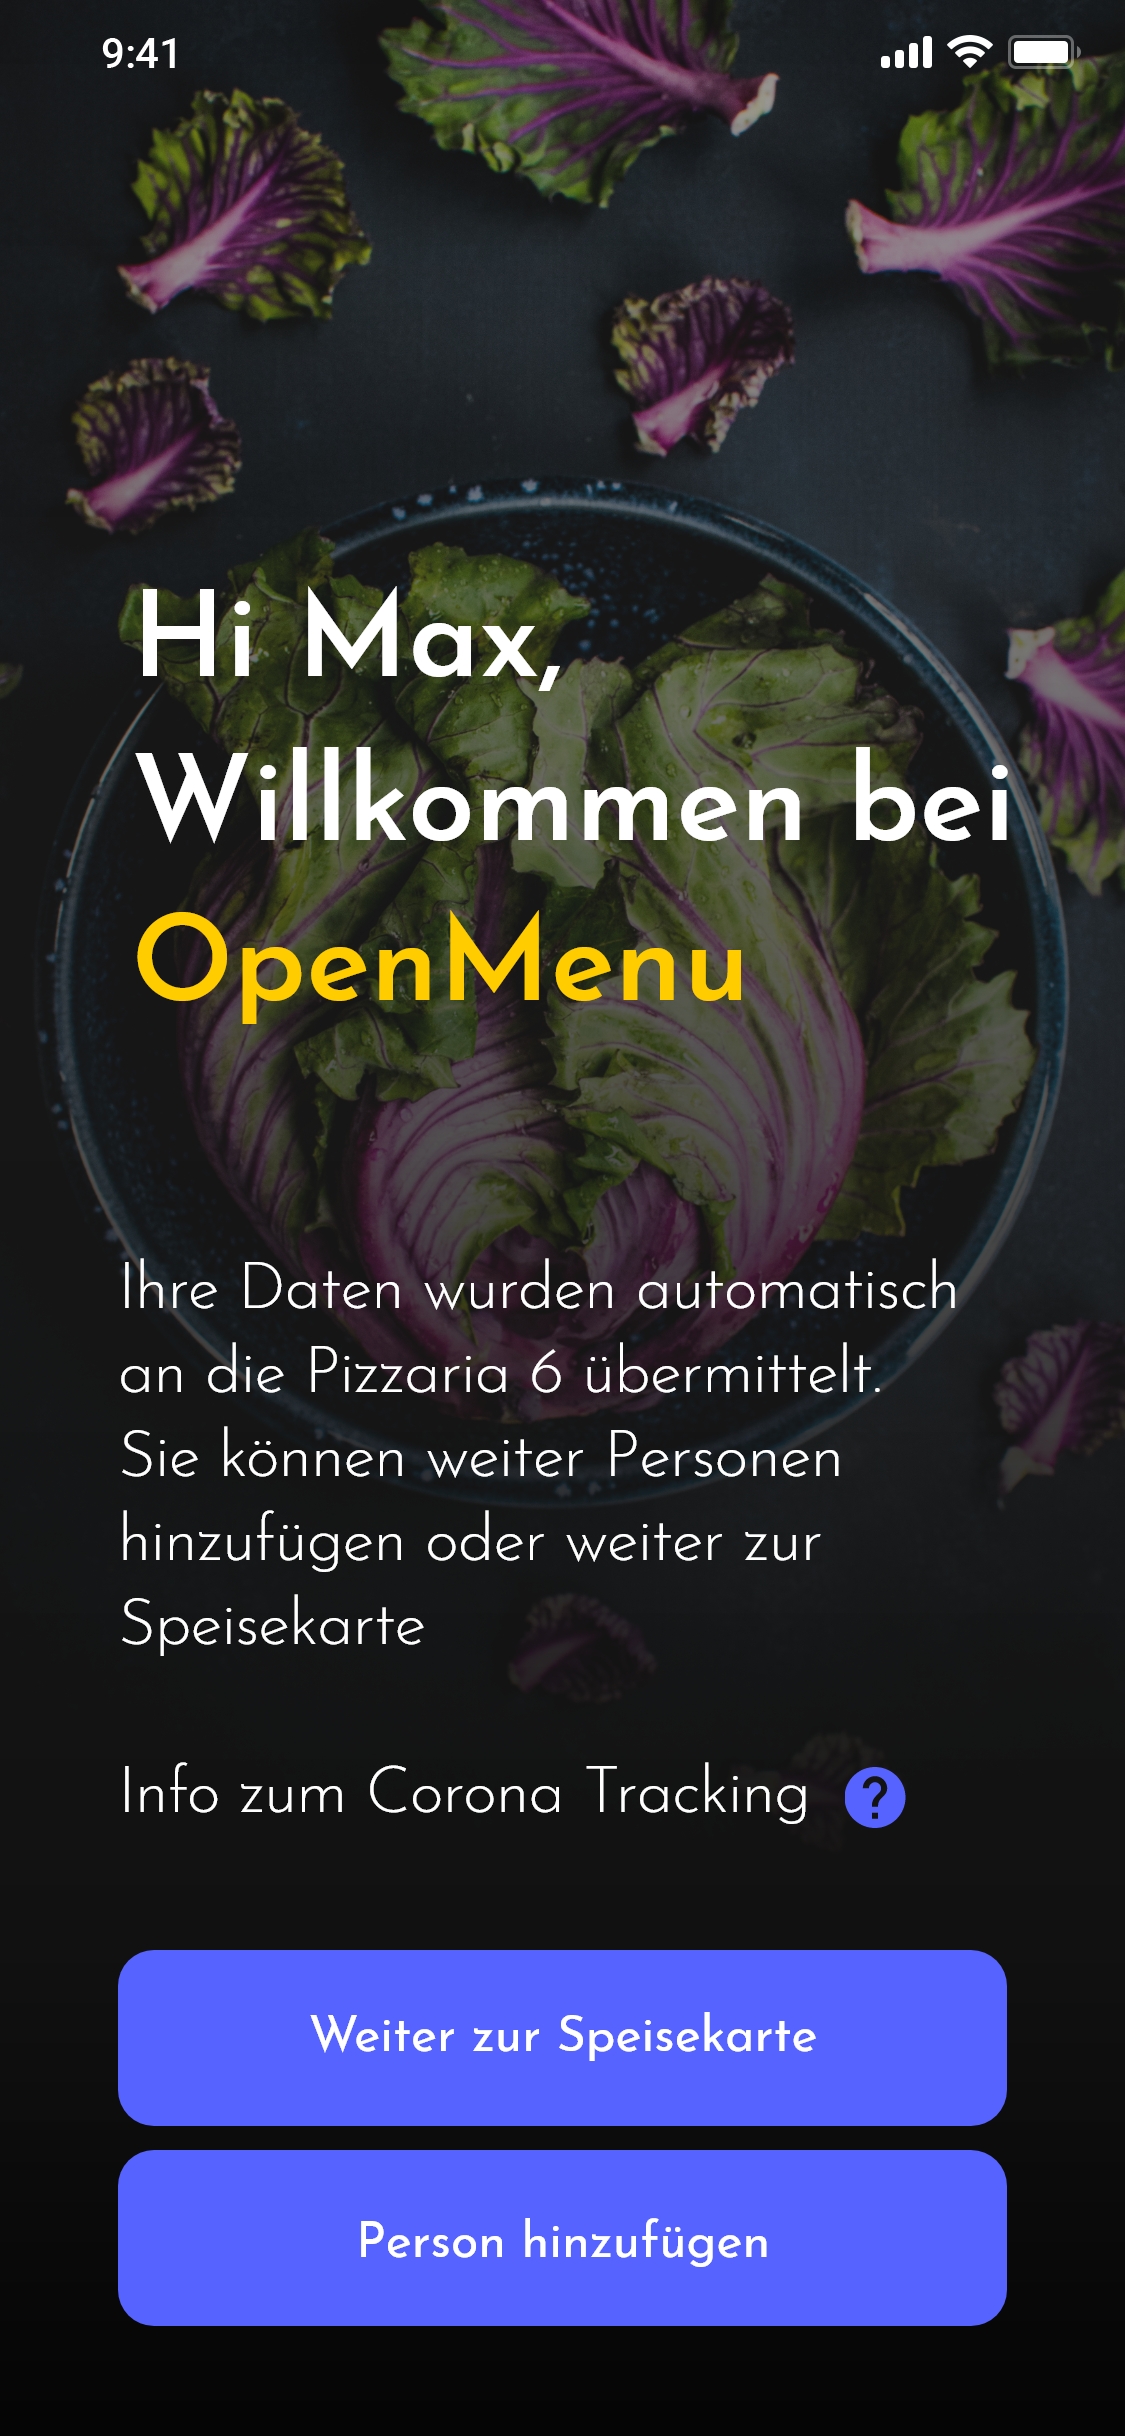 9:41
Hi Max,
Willkommen bei
OpenMenu
Ihre Daten wurden automatisch
an die Pizzaria 6 übermittelt.
Sie können weiter Personen
hinzufügen oder weiter zur
Speisekarte
Info zum Corona Tracking ?
Weiter zur Speisekarte
Person hinzufügen